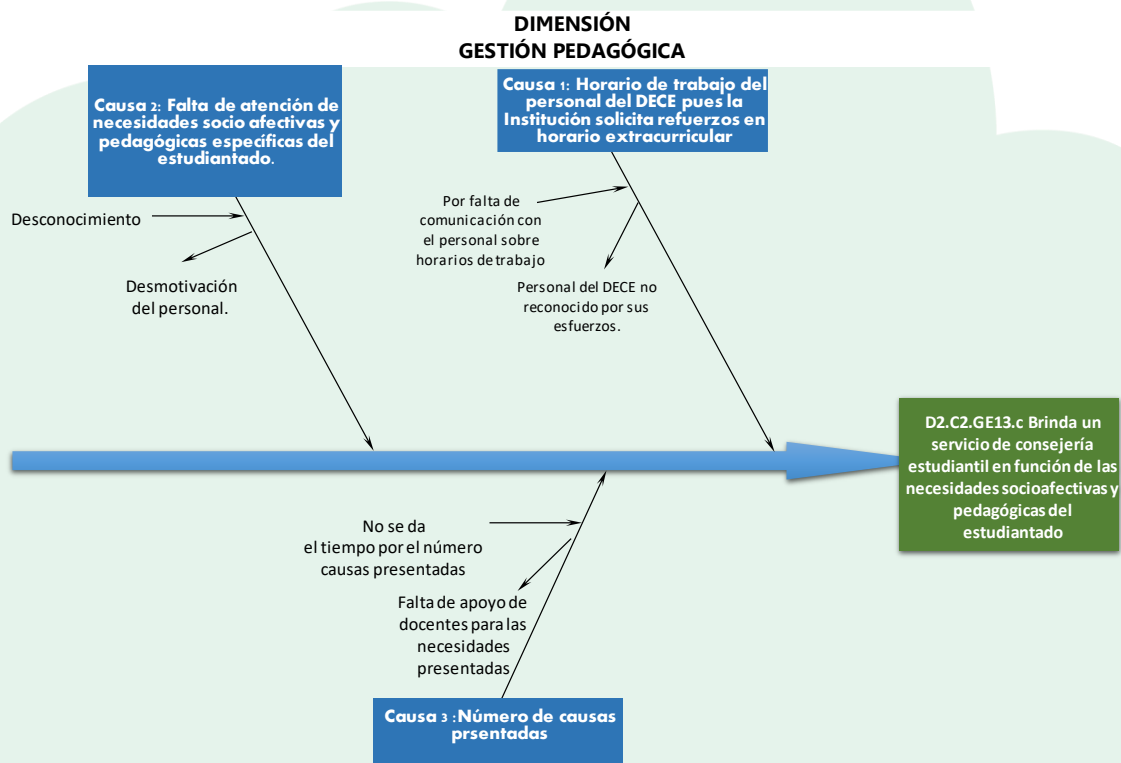 DIMENSIÓN
GESTIÓN PEDAGÓGICA
Causa 2: Falta de atención de
necesidades socio afectivas y
pedagógicas específicas del
estudiantado.
Causa 1: Horario de trabajo del
personal del DECE pues la
Institución solicita refuerzos en
horario extracurricular
Desconocimiento
Desmotivación
del personal.
Por falta de
comunicación con
el personal sobre
horarios de trabajo
Personal del DECE no
reconocido por sus
esfuerzos.
D2.C2.GE13.c Brinda un
servicio de consejería
estudiantil en función de las
necesidades socioafectivas y
pedagógicas del
estudiantado
No se da
el tiempo por el número
causas presentadas
Falta de apoyo de
docentes para las
necesidades
presentadas
Causa 3 :Número de causas
prsentadas